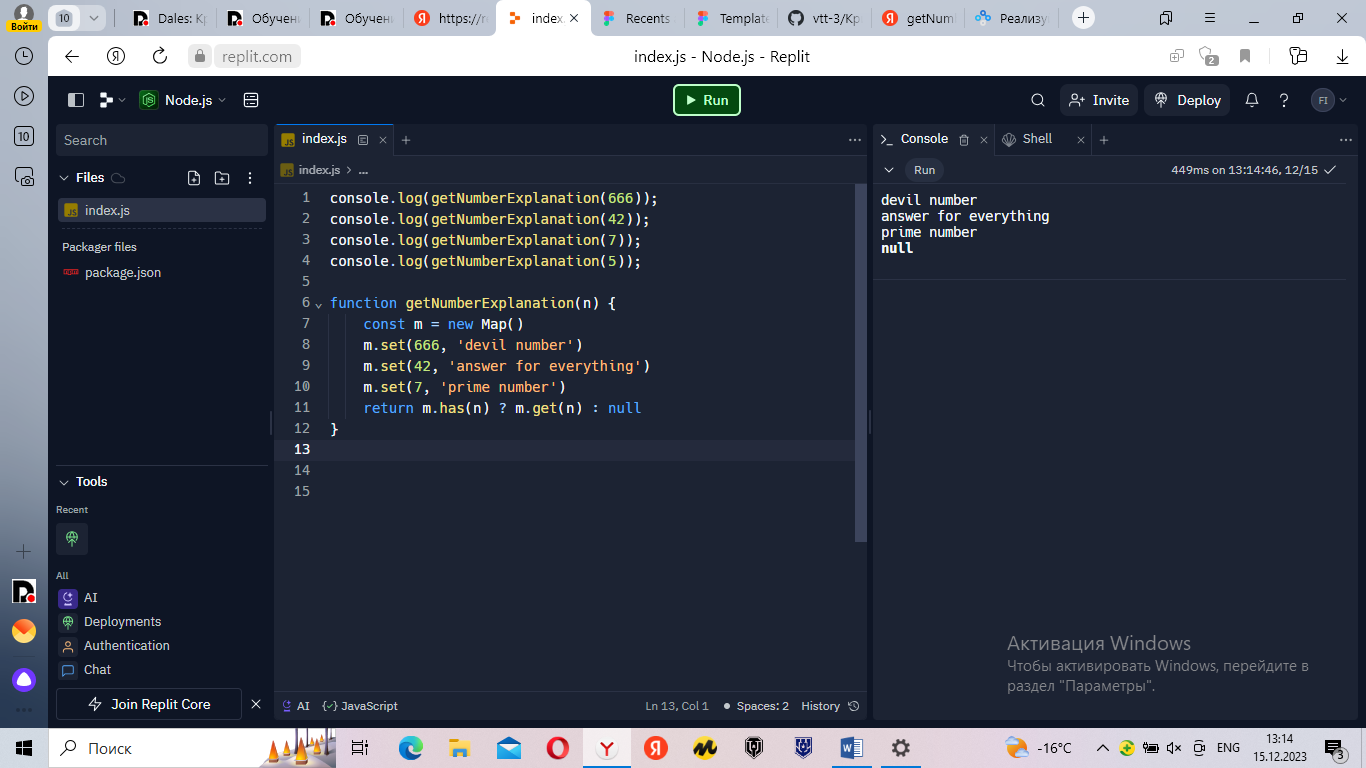 Войти
10
Dales: Кр
Обучени
Обучени
https://re
index.
Recents
Template
vtt-3/Кр
getNum
Реализу
replit.com
index.js - Node.js - Replit
2
Node.js
Run
Invite
Deploy
FI
10
Search
Files
index.js
Packager files
package.json
Tools
Recent
All
AI
Deployments
Authentication
Chat
Join Replit Core
index.js
index.js > ...
1 console.log(getNumberExplanation(666));
2 console.log(getNumberExplanation(42));
3 console.log(getNumberExplanation(7));
4 console.log(getNumberExplanation(5));
5
6 function getNumberExplanation(n) {
7 const m = new Map()
8 m.set(666, 'devil number')
9 m.set(42, 'answer for everything')
10 m.set(7, 'prime number')
11 return m.has(n) ? m.get(n) : null
12 }
13
14
15
AI {} JavaScript
Ln 13, Col 1
Spaces: 2
History
Console
Shell
Run
449ms on 13:14:46, 12/15
devil number
answer for everything
prime number
null
Активация Windows
Чтобы активировать Windows, перейдите в
раздел "Параметры".
Поиск
-16°C
ENG
13:14
15.12.2023
3